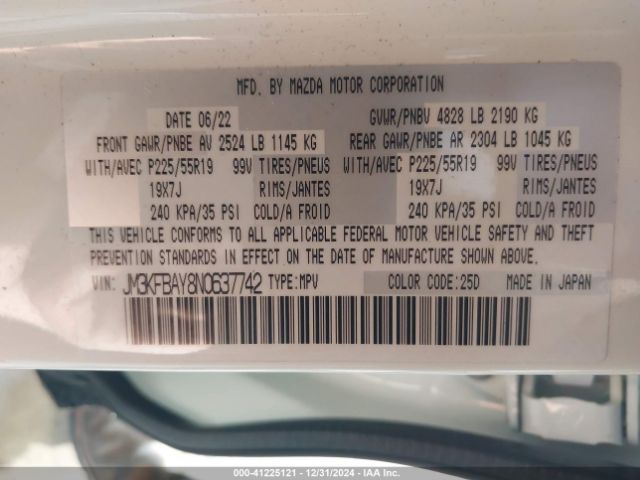 MFD. BY MAZDA MOTOR CORPORATION
DATE 06/22 GVWR/PNBV 4828 LB 2190 KG
FRONT GAWR/PNBE AV 2524 LB 1145 KG REAR GAWR/PNBE AR 2304 LB 1045 KG
WITH/AVEC P225/55R19 99V TIRES/PNEUS WITH/AVEC P225/55R19 99V TIRES/PNEUS
19X7J RIMS/JANTES 19X7J RIMS/JANTES
240 KPA/35 PSI COLD/A FROID 240 KPA/35 PSI COLD/A FROID
THIS VEHICLE CONFORMS TO ALL APPLICABLE FEDERAL MOTOR VEHICLE SAFETY AND THEFT
PREVENTION STANDARDS IN EFFECT ON THE DATE OF MANUFACTURE SHOWN ABOVE.
VIN: JM3KFBAY8N0637742 TYPE:MPV COLOR CODE:25D MADE IN JAPAN
000-41225121 - 12/31/2024 - IAA Inc.